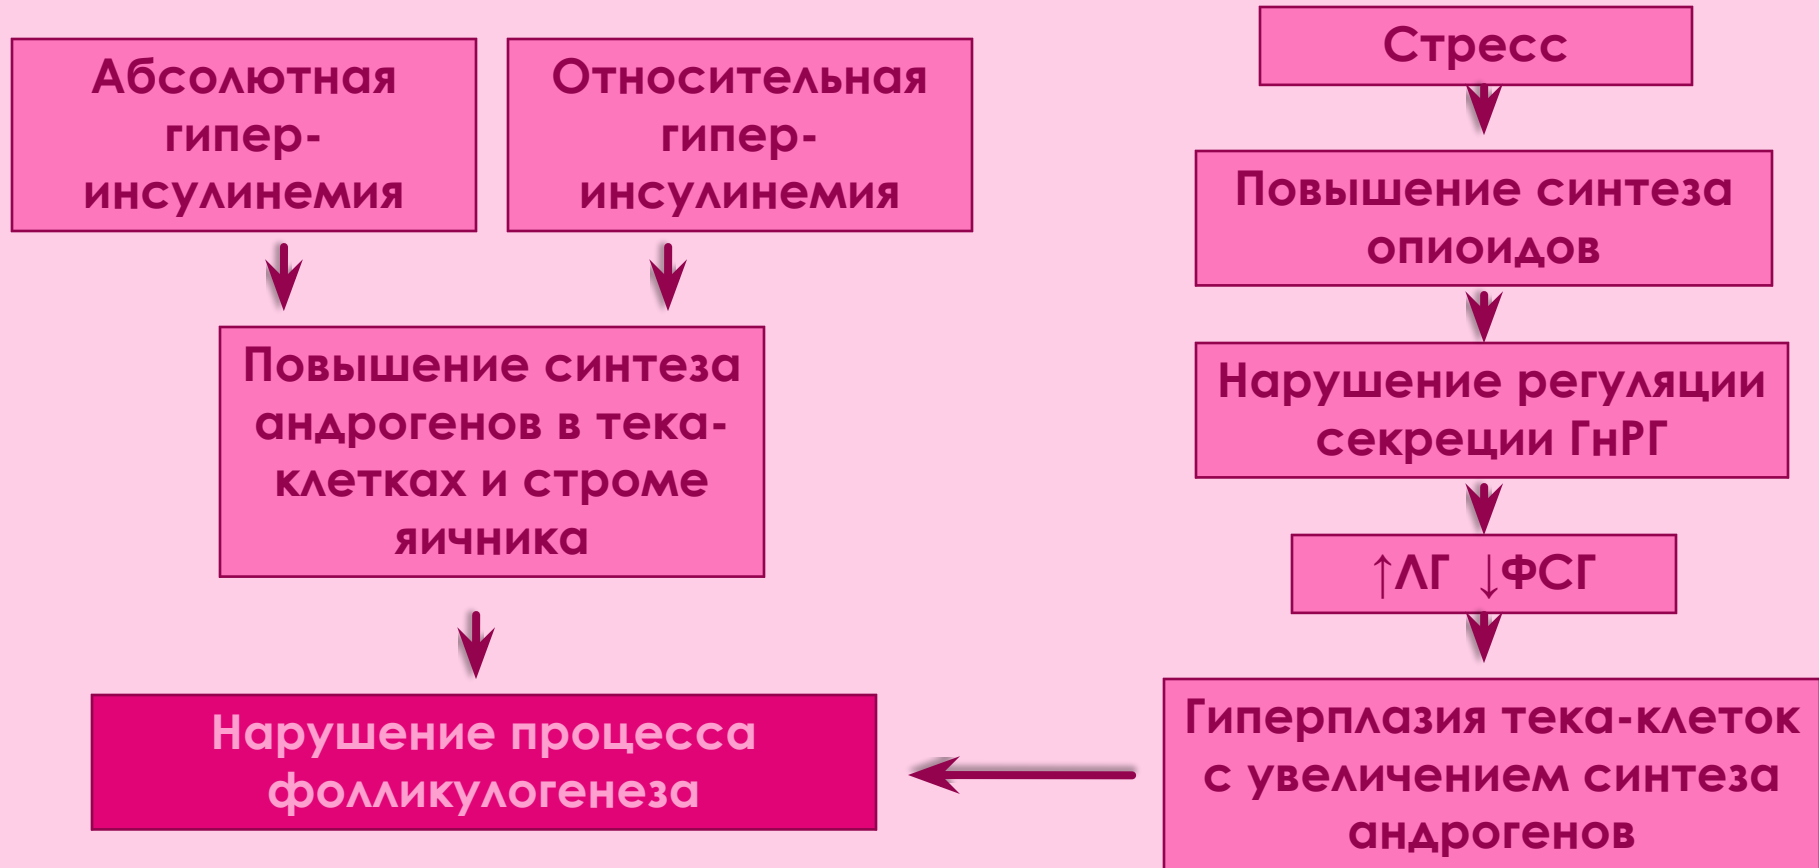 Абсолютная
гипер-
инсулинемия
Относительная
гипер-
инсулинемия
Повышение синтеза
андрогенов в тека-
клетках и строме
яичника
Нарушение процесса
фолликулогенеза
Стресс
Повышение синтеза
опиоидов
Нарушение регуляции
секреции ГнРГ
↑ЛГ ↓ФСГ
Гиперплазия тека-клеток
с увеличением синтеза
андрогенов